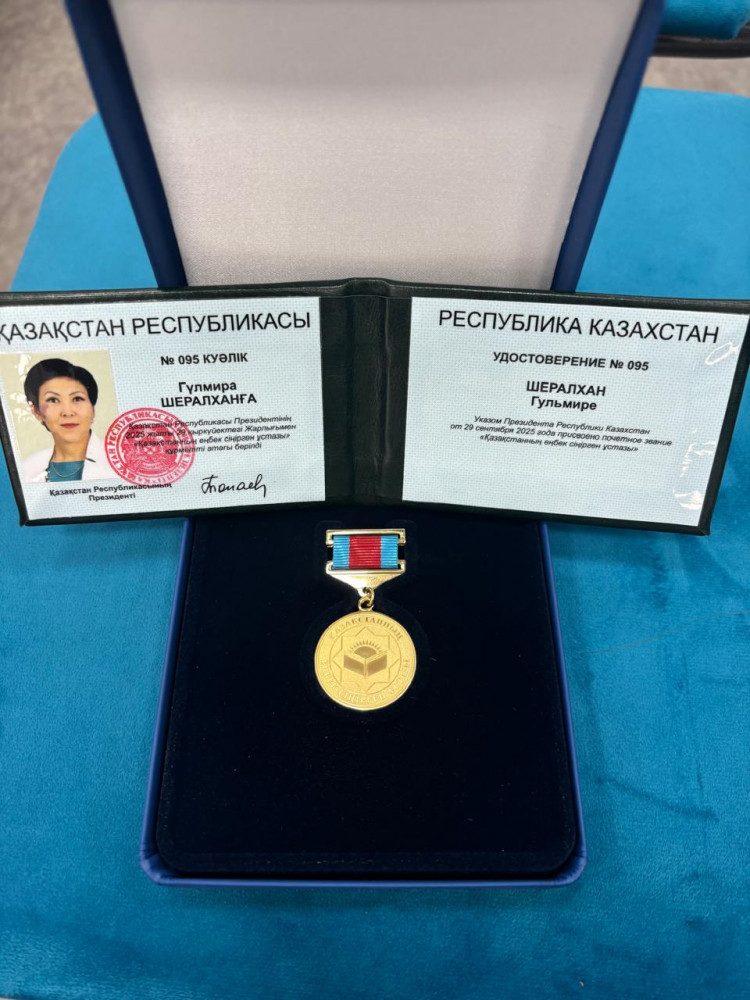 ҚАЗАҚСТАН РЕСПУБЛИКАСЫ
№ 095 КУӘЛІК
Гүлмира
ШЕРАЛХАНҒА
Қазақстан Республикасы Президентінің
2025 жылғы 29 қыркүйектегі Жарлығымен
«Қазақстанның еңбек сіңірген ұстазы»
құрметті атағы берілді
Қазақстан Республикасының
Президенті
РЕСПУБЛИКА КАЗАХСТАН
УДОСТОВЕРЕНИЕ № 095
ШЕРАЛХАН
Гульмире
Указом Президента Республики Казахстан
от 29 сентября 2025 года присвоено почётное звание
«Қазақстанның еңбек сіңірген ұстазы»
ҚАЗАҚСТАННЫҢ